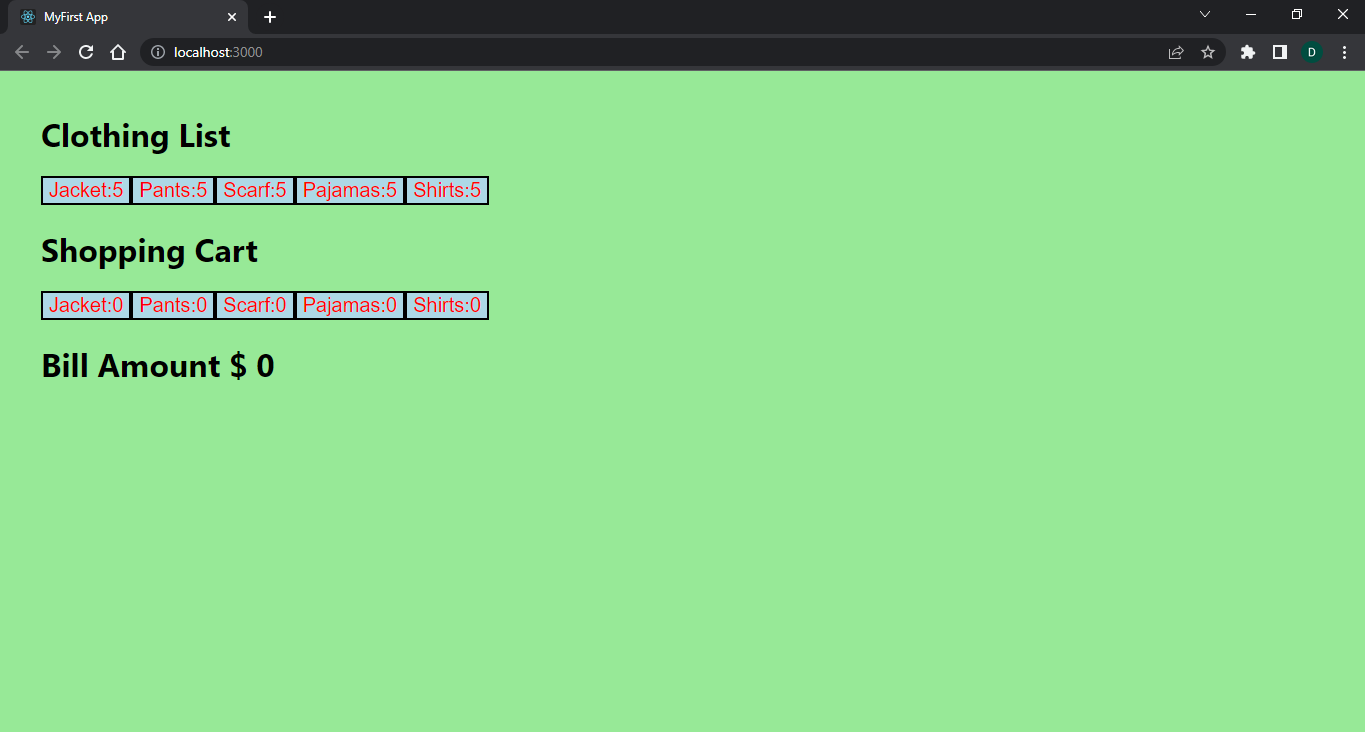 MyFirst App
localhost:3000
D
Clothing List
Jacket:5 Pants:5 Scarf:5 Pajamas:5 Shirts:5
Shopping Cart
Jacket:0 Pants:0 Scarf:0 Pajamas:0 Shirts:0
Bill Amount $ 0